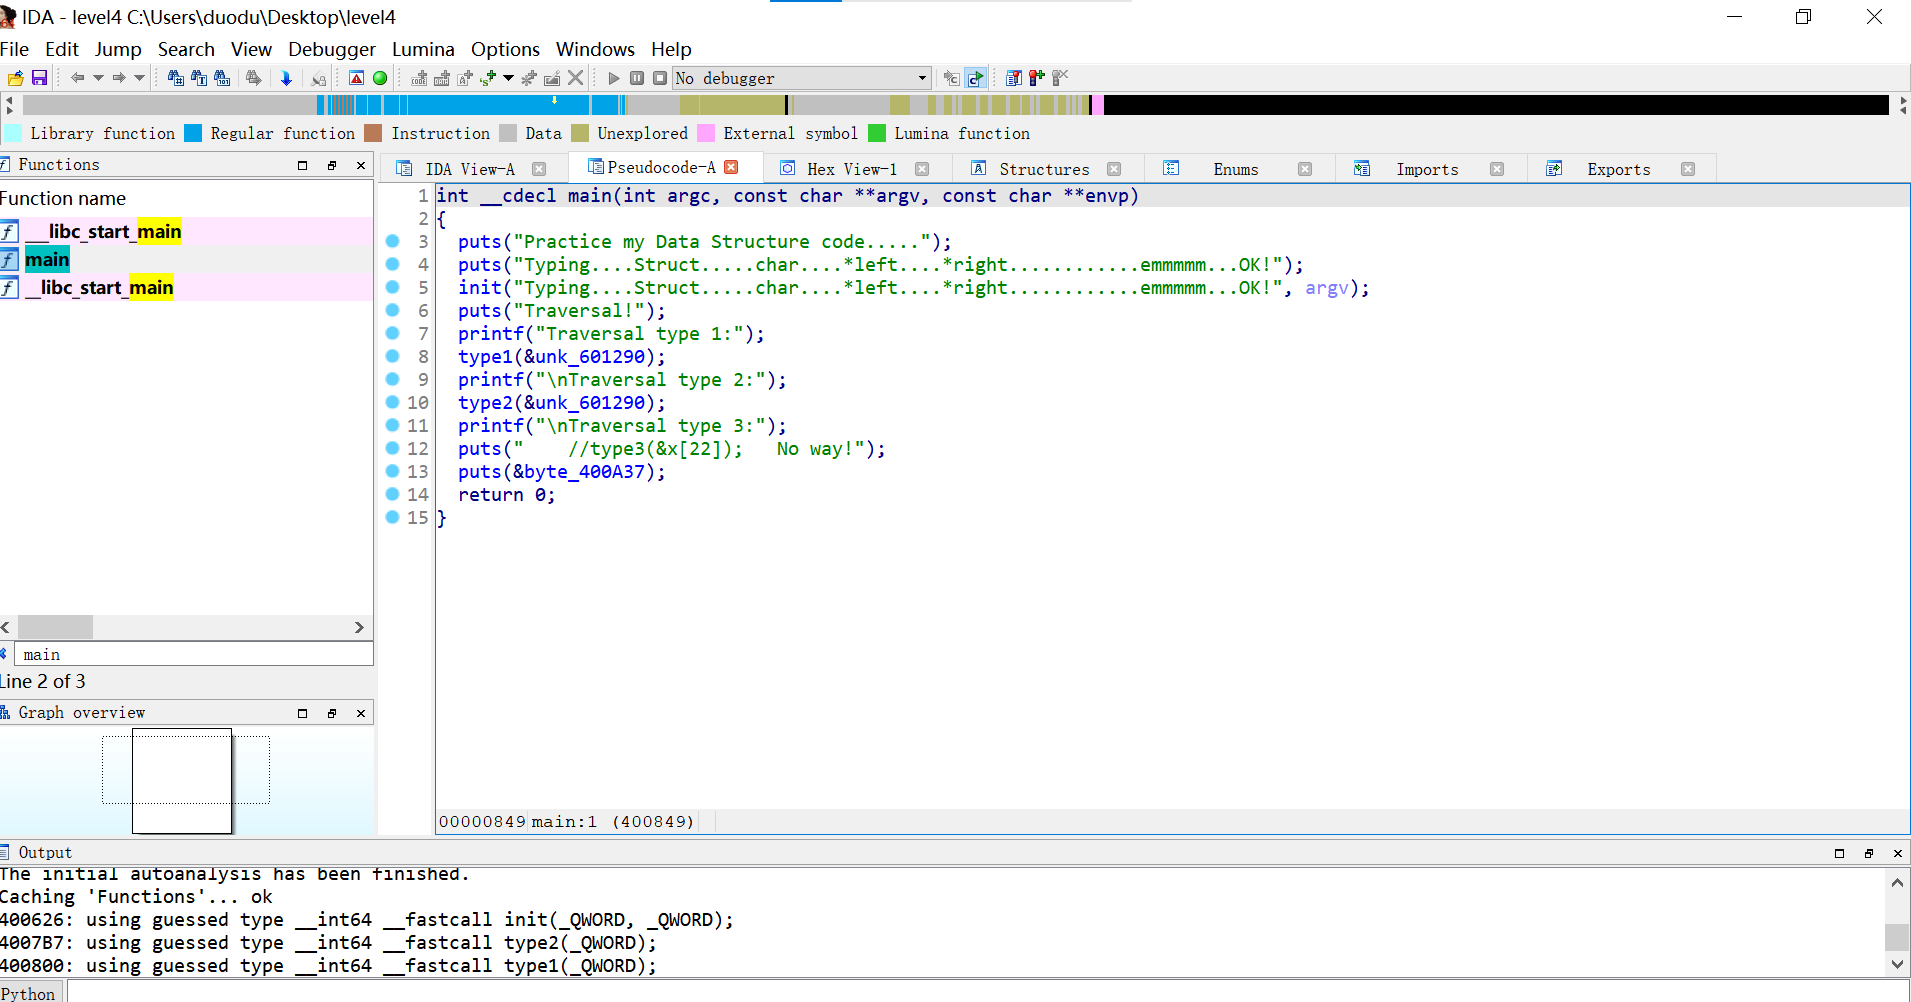 IDA - level4 C:\Users\duodu\Desktop\level4
File Edit Jump Search View Debugger Lumina Options Windows Help
No debugger
Library function Regular function Instruction Data Unexplored External symbol Lumina function
Functions
IDA View-A Pseudocode-A Hex View-1 Structures Enums Imports Exports
Function name
__libc_start_main
main
__libc_start_main
1 int __cdecl main(int argc, const char **argv, const char **envp)
2 {
3 puts("Practice my Data Structure code.....");
4 puts("Typing....Struct.....char....*left....*right............emmmmm...OK!");
5 init("Typing....Struct.....char....*left....*right............emmmmm...OK!", argv);
6 puts("Traversal!");
7 printf("Traversal type 1:");
8 type1(&unk_601290);
9 printf("\nTraversal type 2:");
10 type2(&unk_601290);
11 printf("\nTraversal type 3:");
12 puts("    //type3(&x[22]);   No way!");
13 puts(&byte_400A37);
14 return 0;
15 }
main
Line 2 of 3
Graph overview
00000849 main:1 (400849)
Output
The initial autoanalysis has been finished.
Caching 'Functions'... ok
400626: using guessed type __int64 __fastcall init(_QWORD, _QWORD);
4007B7: using guessed type __int64 __fastcall type2(_QWORD);
400800: using guessed type __int64 __fastcall type1(_QWORD);
Python